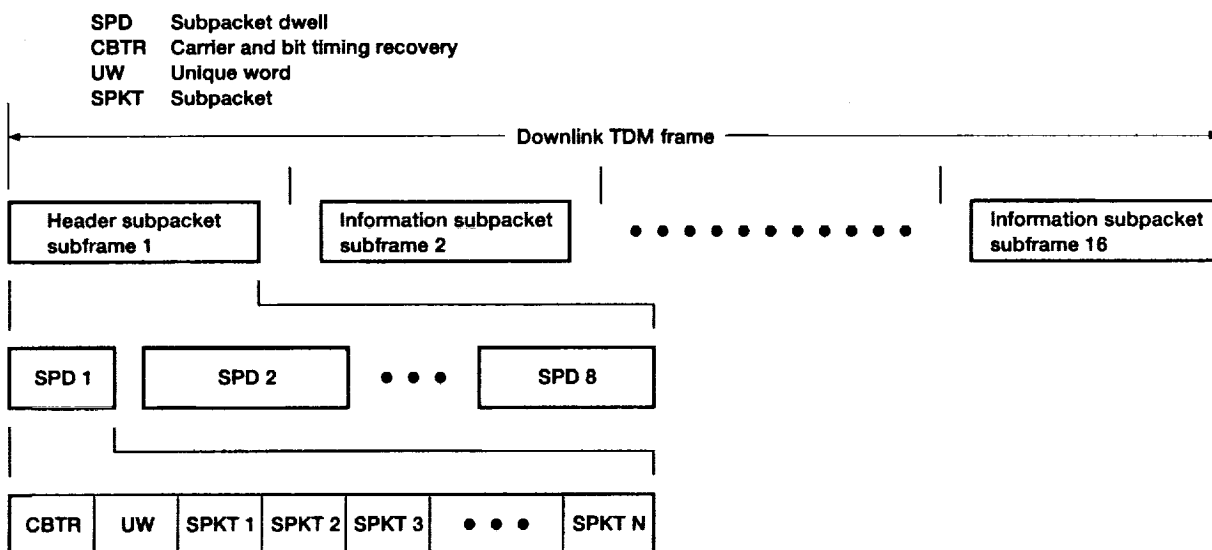 SPD Subpacket dwell
CBTR Carrier and bit timing recovery
UW Unique word
SPKT Subpacket
Downlink TDM frame
Header subpacket
subframe 1
Information subpacket
subframe 2
Information subpacket
subframe 16
SPD 1
SPD 2
SPD 8
CBTR
UW
SPKT 1
SPKT 2
SPKT 3
SPKT N